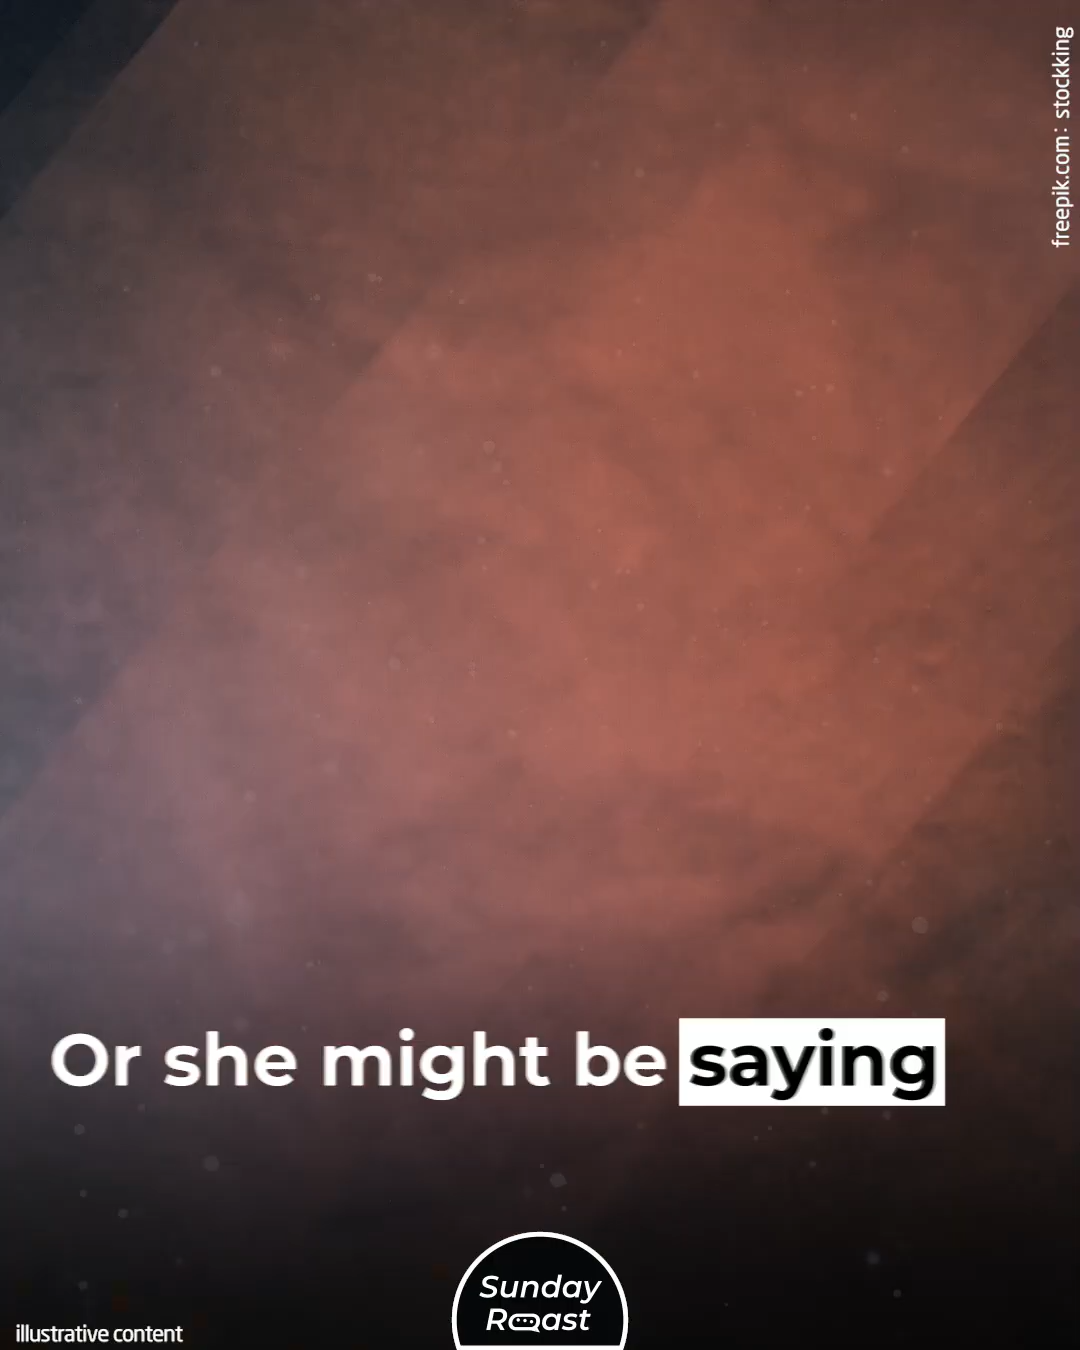 freepik.com: stockking
Or she might be saying
Sunday
Roast
illustrative content